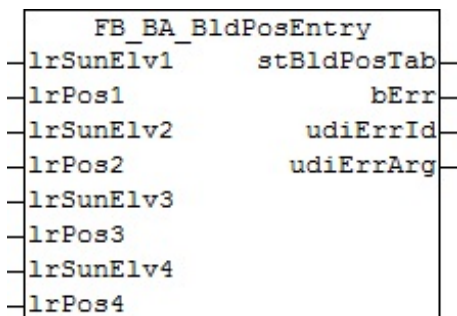 FB_BA_BldPosEntry
lrSunElv1 stBldPosTab
lrPos1 bErr
lrSunElv2 udiErrId
lrPos2 udiErrArg
lrSunElv3
lrPos3
lrSunElv4
lrPos4